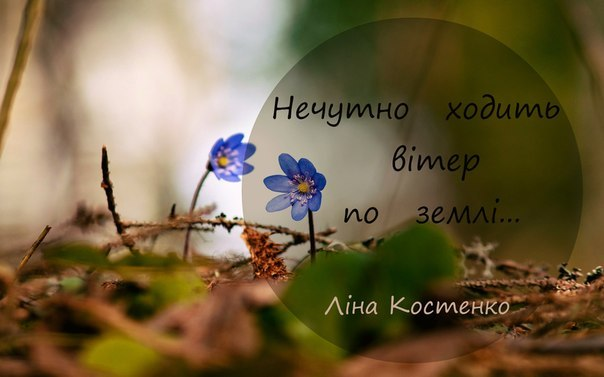 Нечутно ходить
вітер
по землі...
Ліна Костенко